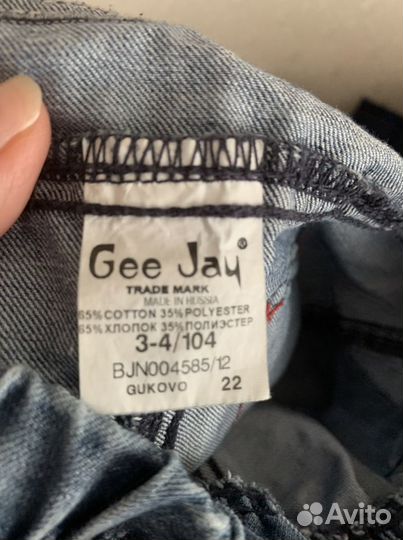 Gee Jay®
TRADE MARK
MADE IN RUSSIA
65% COTTON 35% POLYESTER
65% ХЛОПОК 35% ПОЛИЭСТЕР
3-4/104
BJN004585/12
GUKOVO 22
Avito